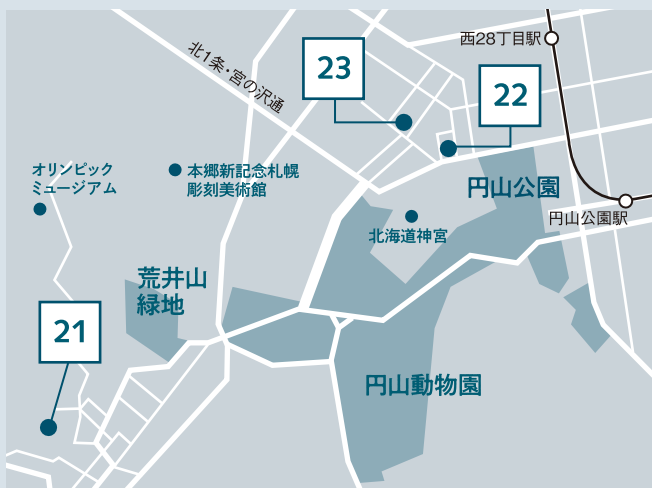 西28丁目駅
北1条・宮の沢通
23
22
オリンピック
ミュージアム
本郷新記念札幌
彫刻美術館
円山公園
円山公園駅
北海道神宮
荒井山
緑地
21
円山動物園